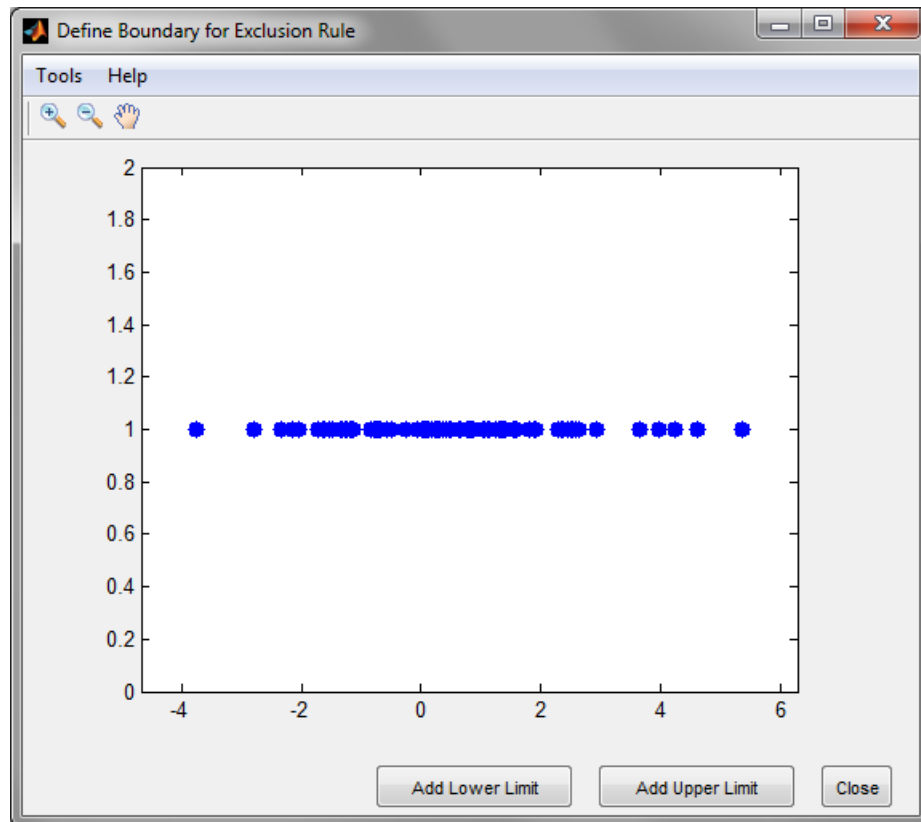 Define Boundary for Exclusion Rule
Tools Help
2
1.8
1.6
1.4
1.2
1
0.8
0.6
0.4
0.2
0
-4 -2 0 2 4 6
Add Lower Limit Add Upper Limit Close